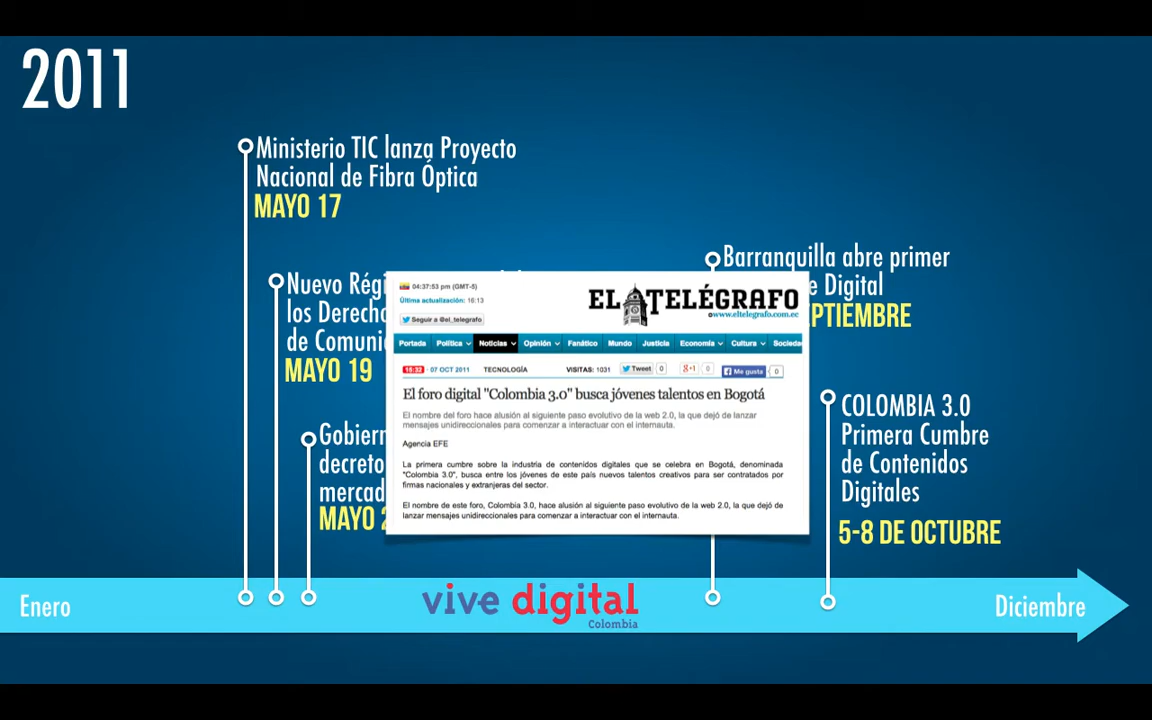 2011
Ministerio TIC lanza Proyecto
Nacional de Fibra Óptica
MAYO 17
Nuevo
los
de
MAYO 19
decreto
MAYO
Barranquilla abre primer
Digital
COLOMBIA 3.0
Primera Cumbre
de Contenidos
Digitales
5-8 DE OCTUBRE
04:37:53 pm (GMT-5)
Última actualización: 16:13
Seguir a @el_telegrafo
EL TELÉGRAFO
www.eltelegrafo.com.ec
Portada Política Noticias Opinión Fanático Mundo Justicia Economía Cultura
16:32 07 OCT 2011 TECNOLOGÍA VISITAS: 1031 Tweet 0 +1 0 Me gusta 0
El foro digital "Colombia 3.0" busca jóvenes talentos en Bogotá
El nombre del foro hace alusión al siguiente paso evolutivo de la web 2.0, la que dejó de lanzar
mensajes unidireccionales para comenzar a interactuar con el internauta.
Agencia EFE
La primera cumbre sobre la industria de contenidos digitales que se celebra en Bogotá, denominada
"Colombia 3.0", busca entre los jóvenes de este país nuevos talentos creativos para ser contratados por
firmas nacionales y extranjeras del sector.
El nombre de este foro, Colombia 3.0, hace alusión al siguiente paso evolutivo de la web 2.0, la que dejó de
lanzar mensajes unidireccionales para comenzar a interactuar con el internauta.
Enero
vive digital
Colombia
Diciembre